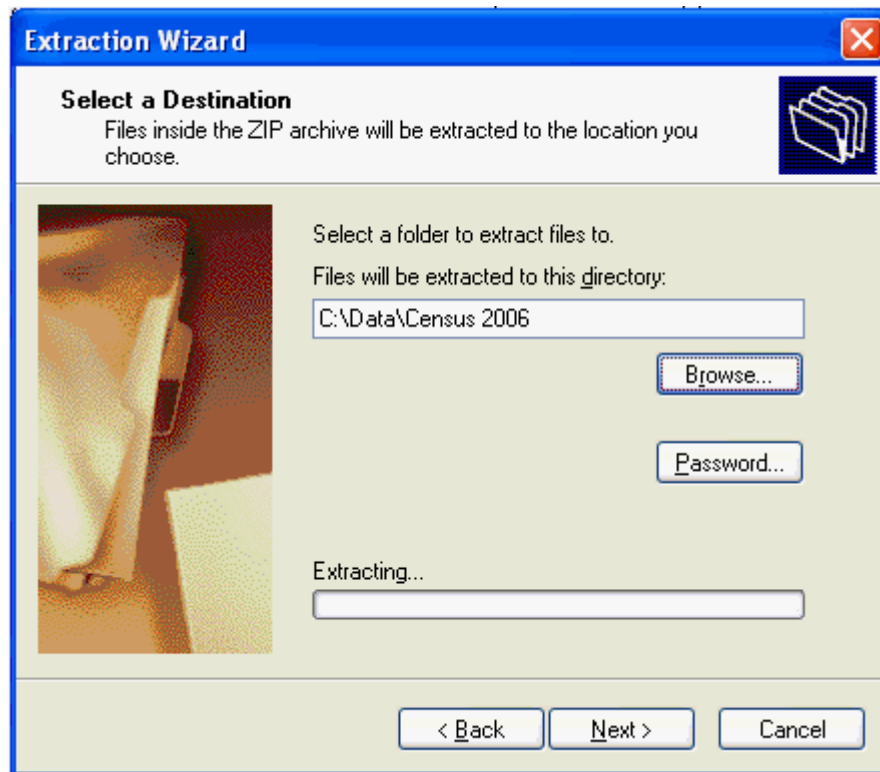 Extraction Wizard
Select a Destination
Files inside the ZIP archive will be extracted to the location you
choose.
Select a folder to extract files to.
Files will be extracted to this directory:
C:\Data\Census 2006
Browse...
Password...
Extracting...
< Back
Next >
Cancel